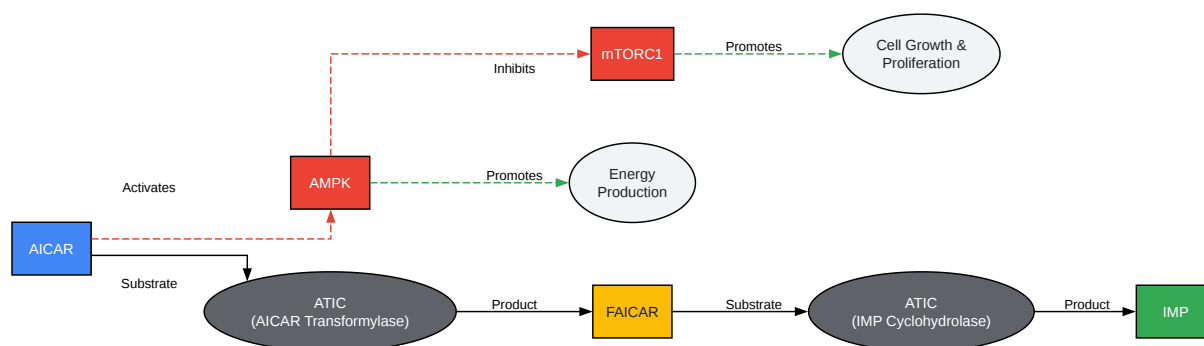 Cell Growth &
Proliferation
Promotes
mTORC1
Inhibits
Energy
Production
Promotes
AMPK
Activates
AICAR
Substrate
ATIC
(AICAR Transformylase)
Product
FAICAR
Substrate
ATIC
(IMP Cyclohydrolase)
Product
IMP